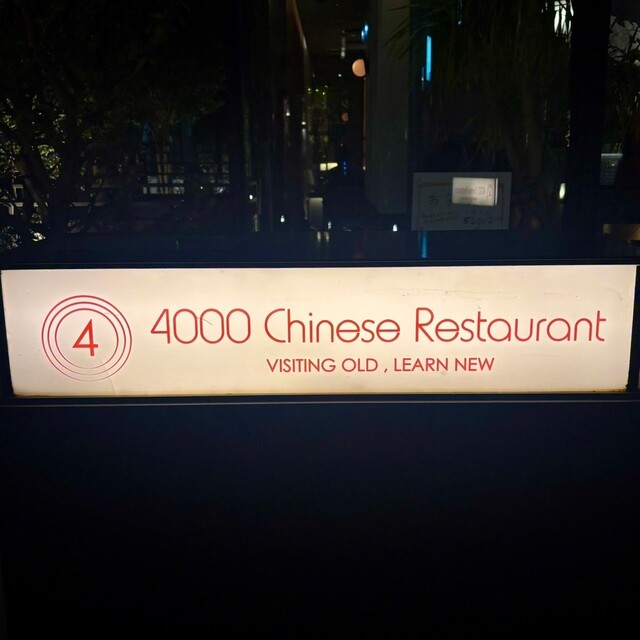 4
4000 Chinese Restaurant
VISITING OLD , LEARN NEW